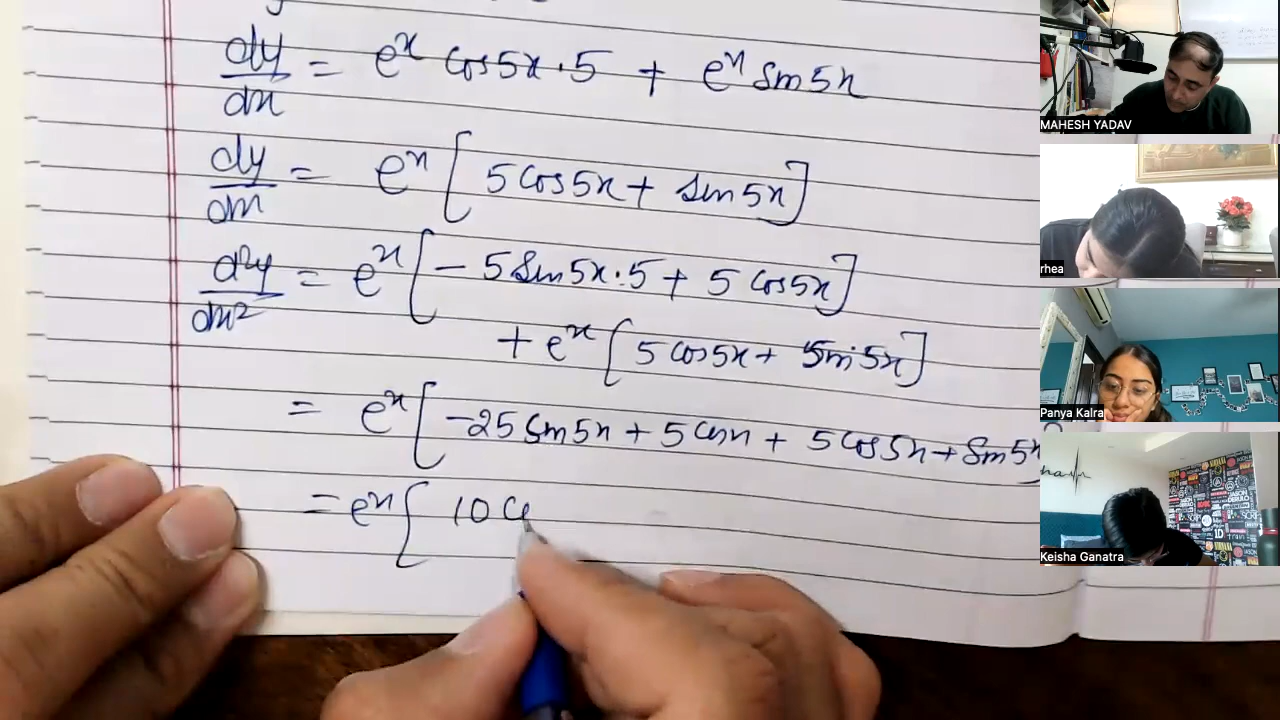 dy/dx = e^x cos5x·5 + e^x sin5x
dy/dx = e^x [ 5cos5x + sin5x ]
d²y/dx² = e^x [ - 5 sin5x·5 + 5 cos5x ]
+ e^x [ 5 cos5x + sin5x ]
= e^x [ -25 sin5x + 5 cosx + 5 cos5x + sin5x
= e^x [ 10 c
MAHESH YADAV
rhea
Panya Kalra
Keisha Ganatra